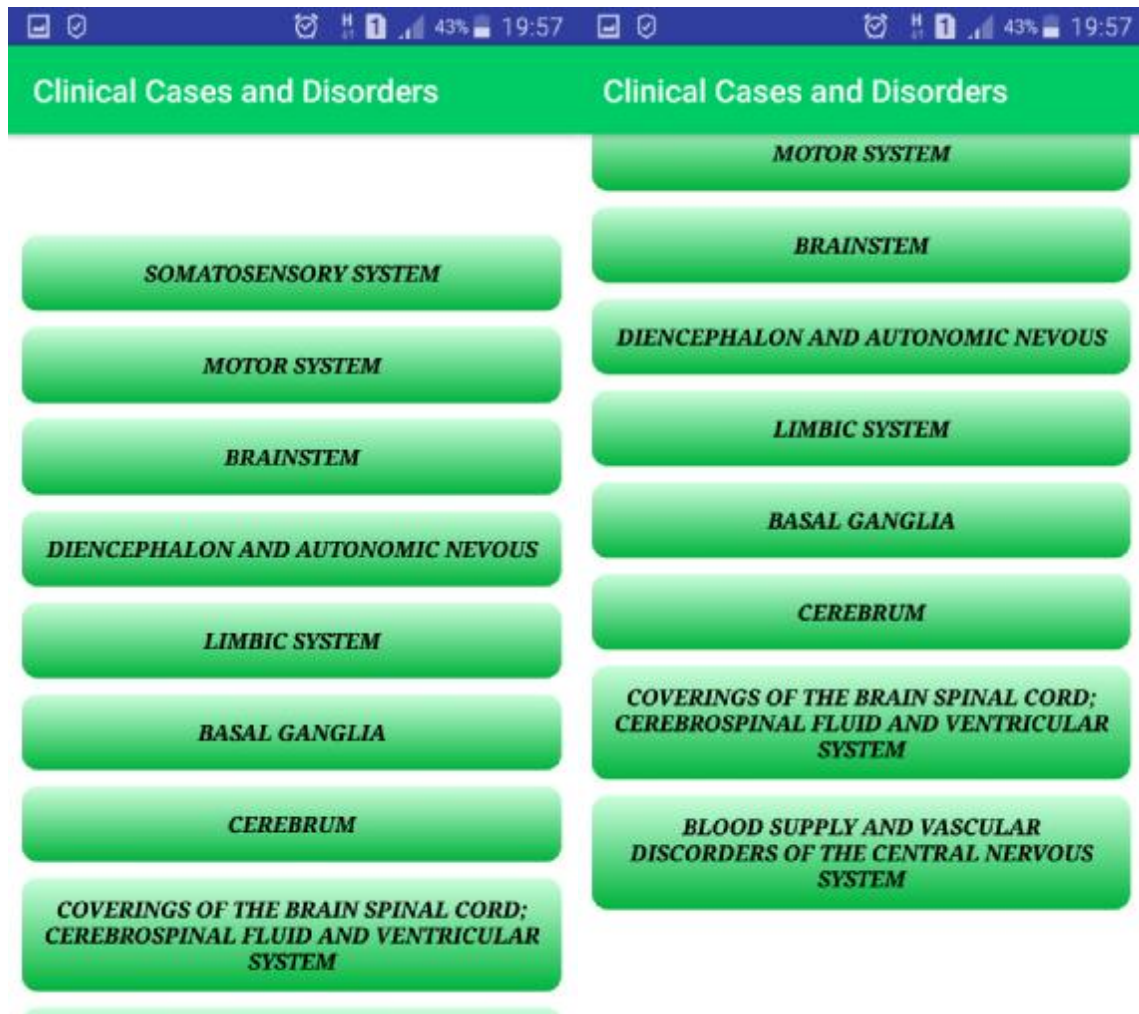 43% 19:57
Clinical Cases and Disorders
SOMATOSENSORY SYSTEM
MOTOR SYSTEM
BRAINSTEM
DIENCEPHALON AND AUTONOMIC NEVOUS
LIMBIC SYSTEM
BASAL GANGLIA
CEREBRUM
COVERINGS OF THE BRAIN SPINAL CORD;
CEREBROSPINAL FLUID AND VENTRICULAR
SYSTEM
1 43% 19:57
Clinical Cases and Disorders
MOTOR SYSTEM
BRAINSTEM
DIENCEPHALON AND AUTONOMIC NEVOUS
LIMBIC SYSTEM
BASAL GANGLIA
CEREBRUM
COVERINGS OF THE BRAIN SPINAL CORD;
CEREBROSPINAL FLUID AND VENTRICULAR
SYSTEM
BLOOD SUPPLY AND VASCULAR
DISCORDERS OF THE CENTRAL NERVOUS
SYSTEM